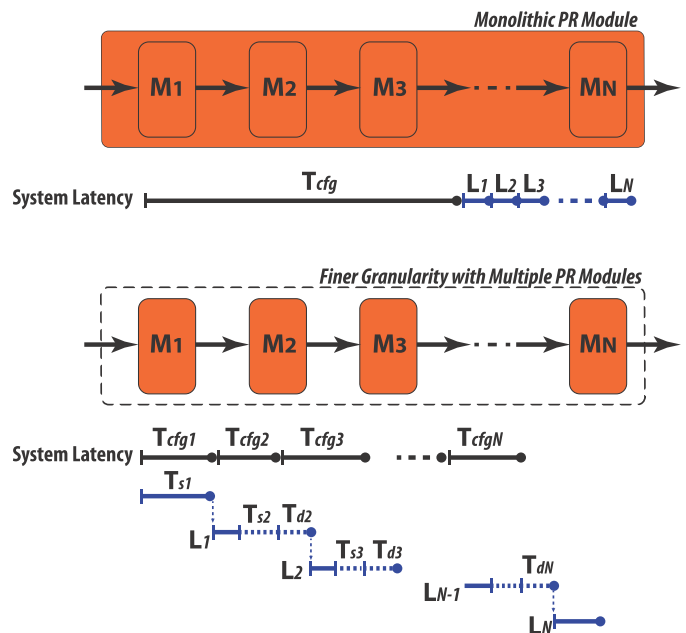 Monolithic PR Module
M1 M2 M3 MN
Tcfg L1 L2 L3 LN
System Latency
Finer Granularity with Multiple PR Modules
M1 M2 M3 MN
Tcfg1 Tcfg2 Tcfg3 TcfgN
System Latency
Ts1
L1 Ts2 Td2
L2 Ts3 Td3
LN-1 TdN
LN